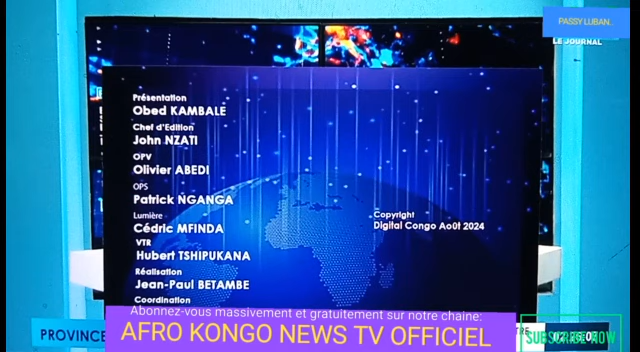 PASSY LUBAN..
LE JOURNAL
Présentation
Obed KAMBALE
Chef d'Edition
John NZATI
OPV
Olivier ABEDI
OPS
Patrick NGANGA
Lumière
Cédric MFINDA
VTR
Hubert TSHIPUKANA
Réalisation
Jean-Paul BETAMBE
Coordination
Copyright
Digital Congo Août 2024
Abonnez-vous massivement et gratuitement sur notre chaine:
AFRO KONGO NEWS TV OFFICIEL
PROVINCE
SUBSCRIBE NOW